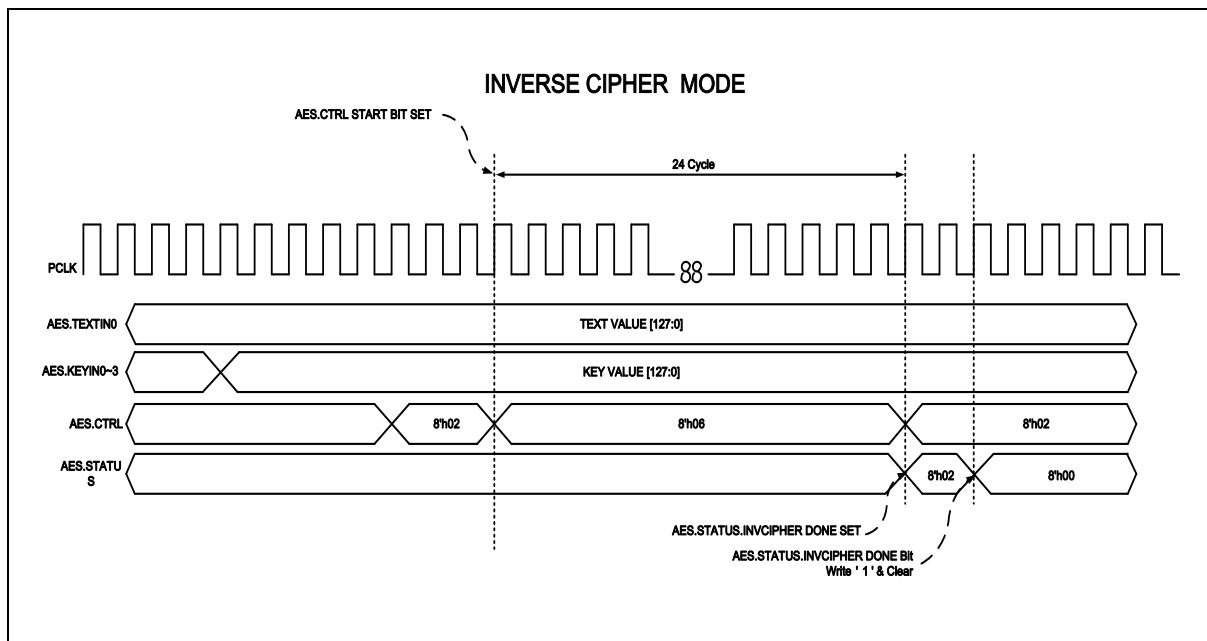 INVERSE CIPHER MODE
AES.CTRL START BIT SET
24 Cycle
PCLK
AES.TEXTIN0
TEXT VALUE [127:0]
AES.KEYIN0~3
KEY VALUE [127:0]
AES.CTRL
8'h02
8'h06
8'h02
AES.STATU
S
8'h02
8'h00
AES.STATUS.INVCIPHER DONE SET
AES.STATUS.INVCIPHER DONE Bit
Write ' 1 ' & Clear